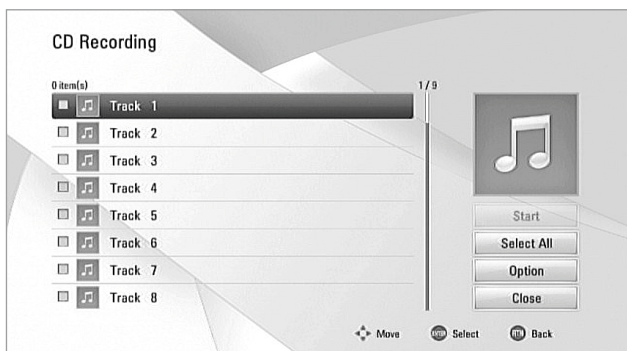 CD Recording
0 item(s)
1 / 9
Track 1
Track 2
Track 3
Track 4
Track 5
Track 6
Track 7
Track 8
Start
Select All
Option
Close
Move
ENTER Select
RTN Back